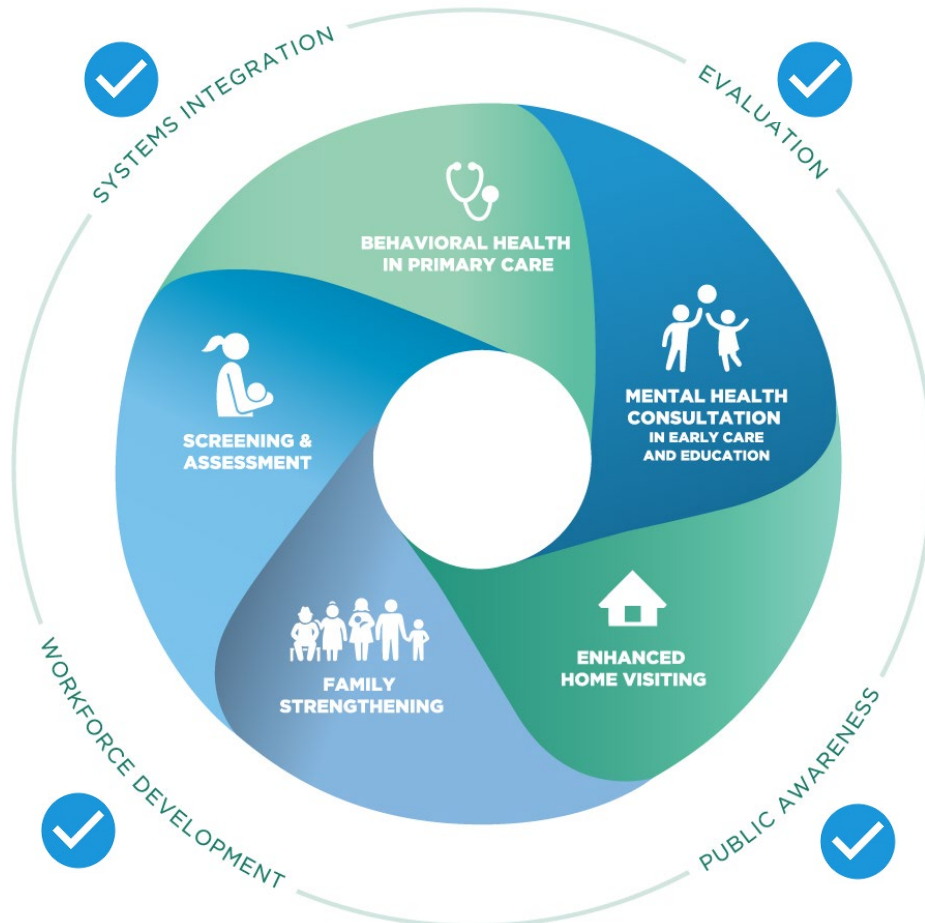 SYSTEMS INTEGRATION
EVALUATION
BEHAVIORAL HEALTH
IN PRIMARY CARE
MENTAL HEALTH
CONSULTATION
IN EARLY CARE
AND EDUCATION
SCREENING &
ASSESSMENT
ENHANCED
HOME VISITING
FAMILY
STRENGTHENING
WORKFORCE DEVELOPMENT
PUBLIC AWARENESS